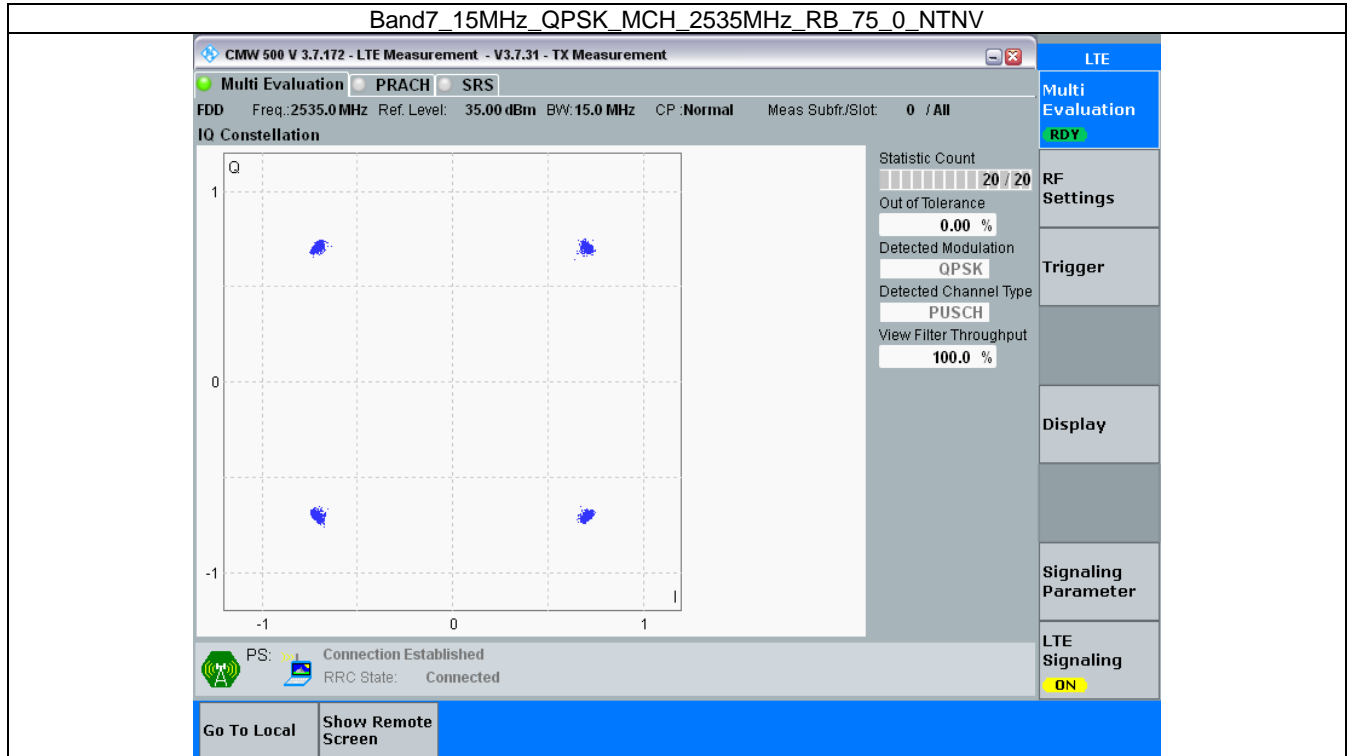 Band7_15MHz_QPSK_MCH_2535MHz_RB_75_0_NTNV
CMW 500 V 3.7.172 - LTE Measurement - V3.7.31 - TX Measurement
LTE
Multi Evaluation PRACH SRS
FDD Freq.:2535.0 MHz Ref. Level: 35.00 dBm BW:15.0 MHz CP :Normal Meas Subfr./Slot: 0 / All
IQ Constellation
Q
1
0
-1
I
-1 0 1
Statistic Count
20 / 20
Out of Tolerance
0.00 %
Detected Modulation
QPSK
Detected Channel Type
PUSCH
View Filter Throughput
100.0 %
Multi
Evaluation
RDY
RF
Settings
Trigger
Display
Signaling
Parameter
LTE
Signaling
ON
PS: Connection Established
RRC State: Connected
Go To Local
Show Remote
Screen